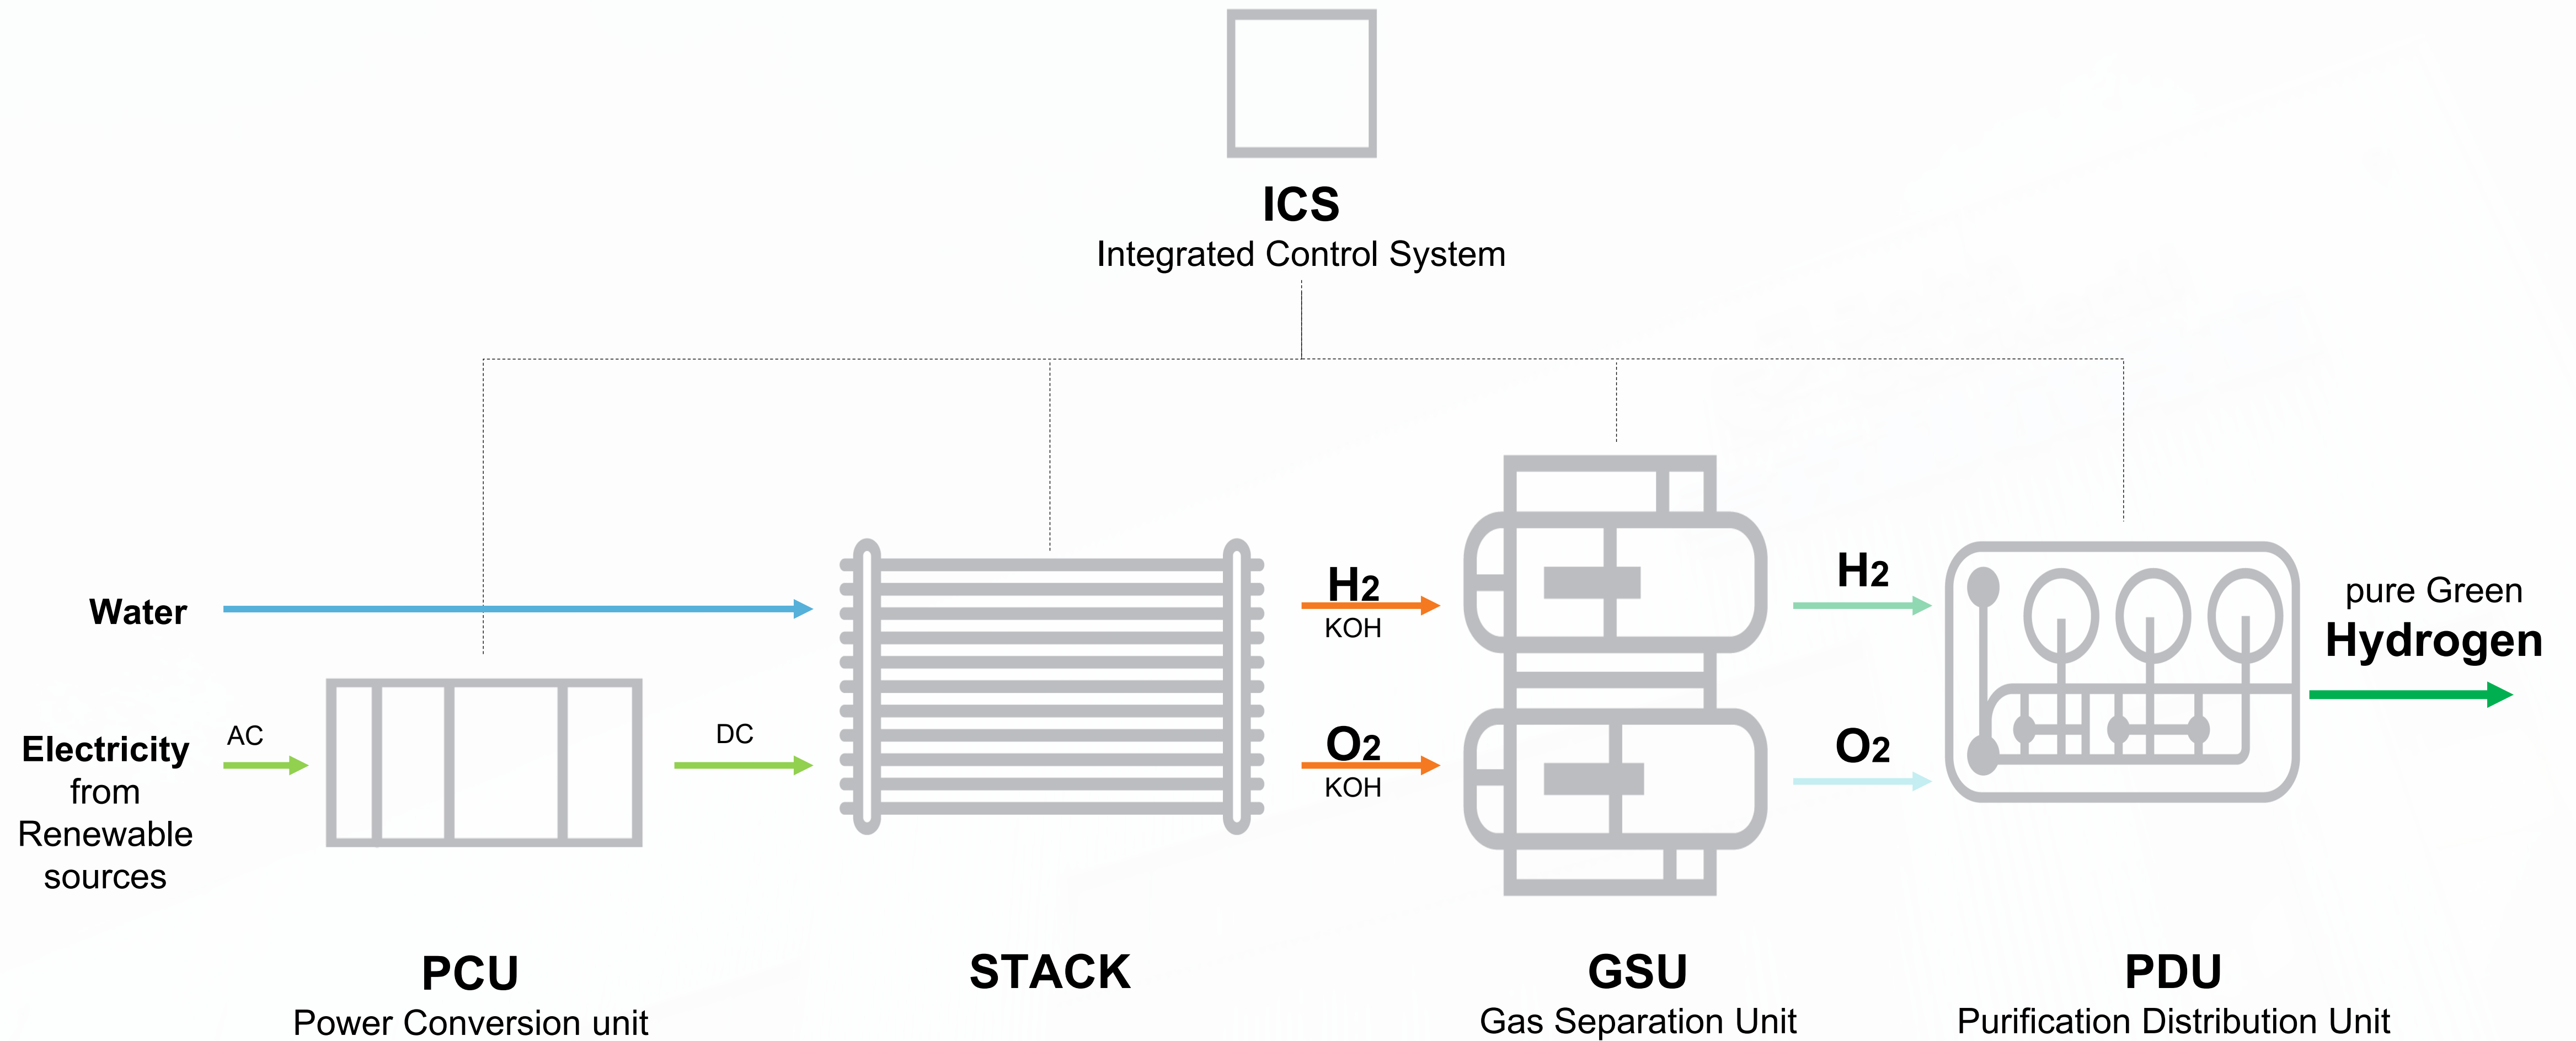 ICS
Integrated Control System
Water
H2
KOH
H2
pure Green
Hydrogen
Electricity
from
Renewable
sources
AC
DC
O2
KOH
O2
PCU
Power Conversion unit
STACK
GSU
Gas Separation Unit
PDU
Purification Distribution Unit